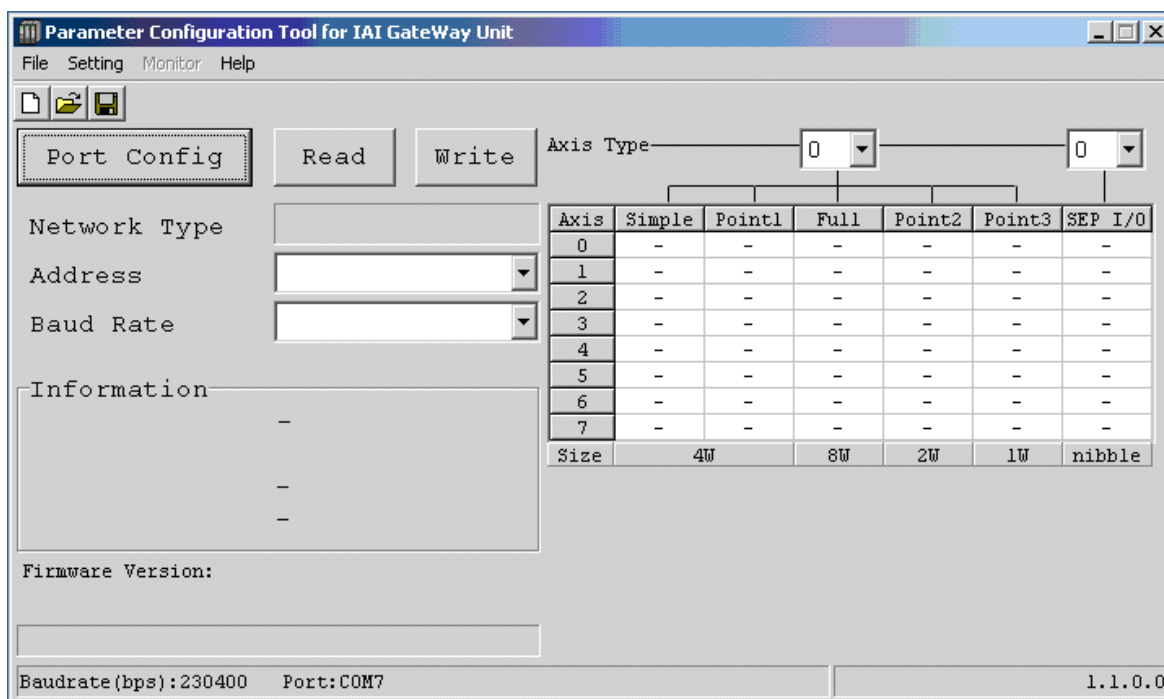 Parameter Configuration Tool for IAI GateWay Unit
File Setting Monitor Help
Port Config Read Write
Axis Type 0 0
Network Type
Address
Baud Rate
Axis Simple Point1 Full Point2 Point3 SEP I/O
0 - - - - - -
1 - - - - - -
2 - - - - - -
3 - - - - - -
4 - - - - - -
5 - - - - - -
6 - - - - - -
7 - - - - - -
Size 4W 8W 2W 1W nibble
Information
-
-
-
Firmware Version:
Baudrate(bps):230400 Port:COM7 1.1.0.0